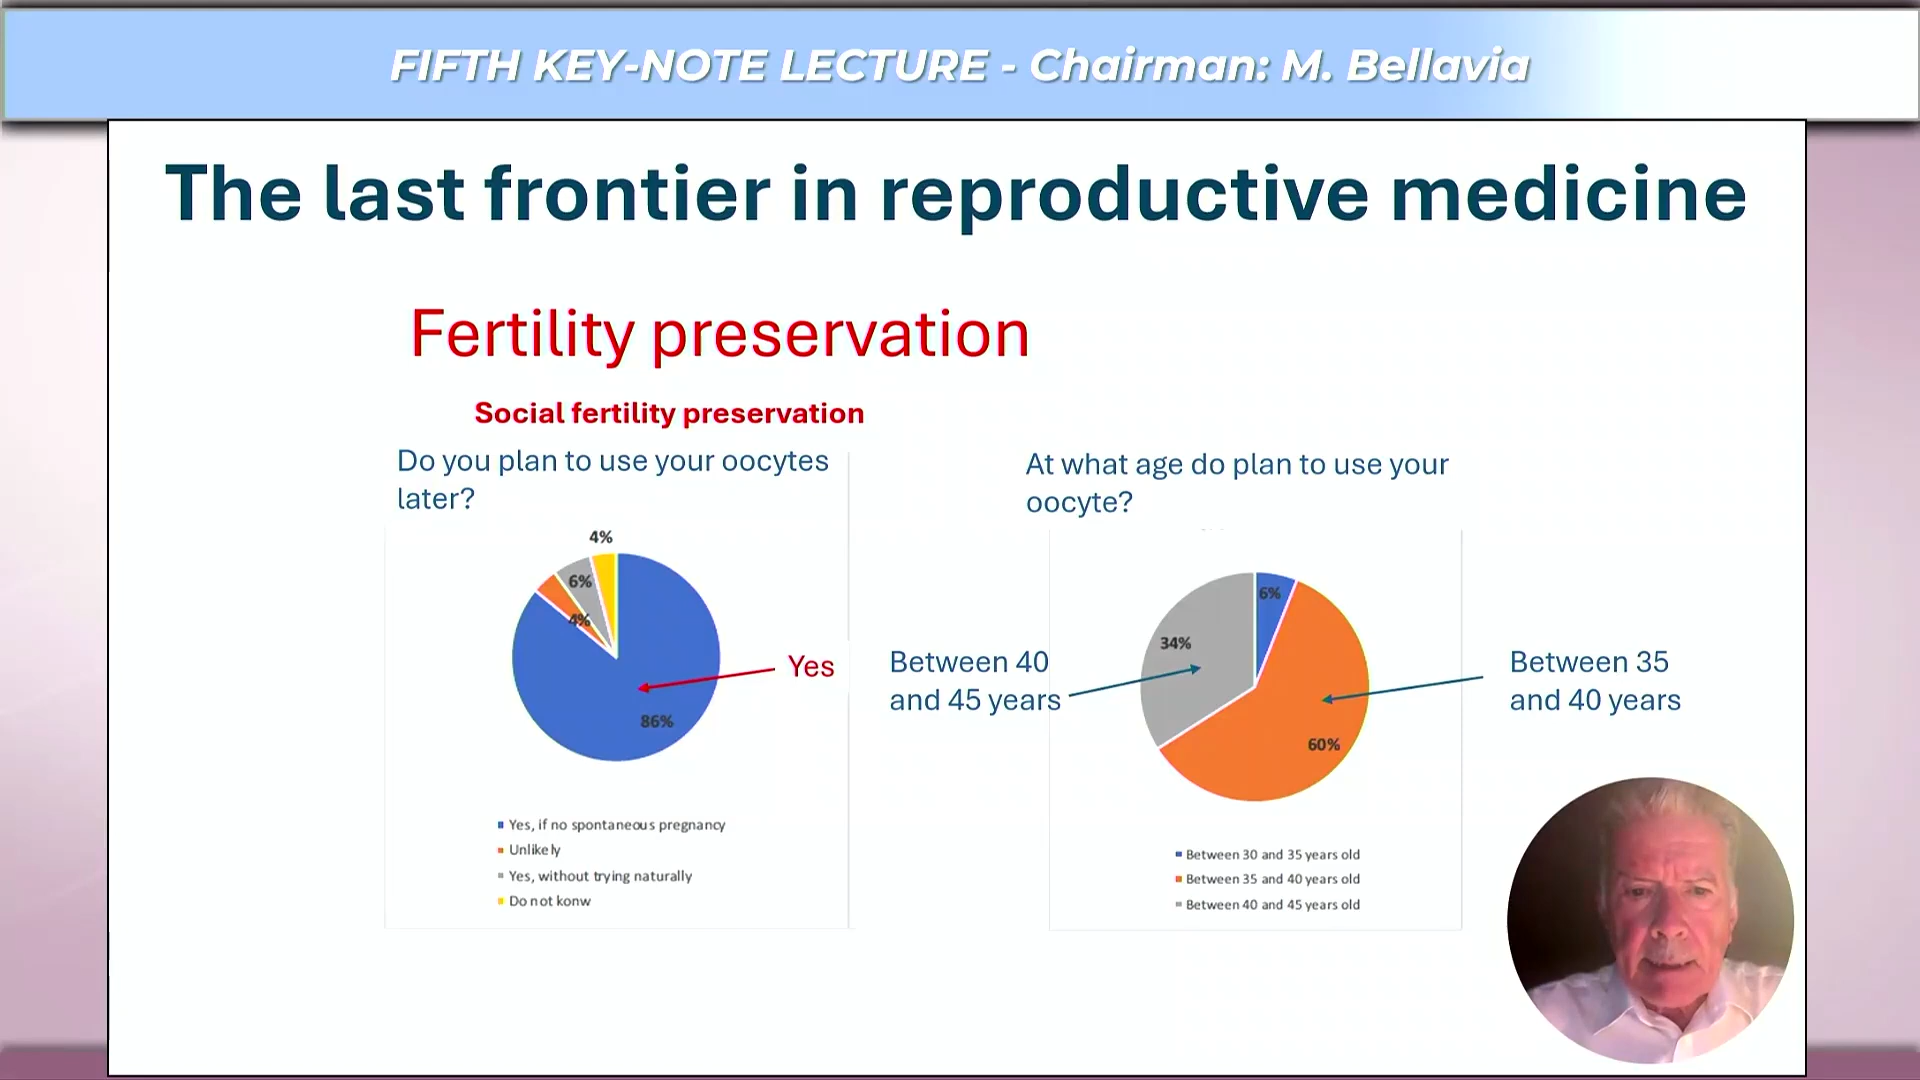 FIFTH KEY-NOTE LECTURE - Chairman: M. Bellavia
The last frontier in reproductive medicine
Fertility preservation
Social fertility preservation
Do you plan to use your oocytes
later?
4%
6%
4%
86%
Yes
Yes, if no spontaneous pregnancy
Unlikely
Yes, without trying naturally
Do not konw
At what age do plan to use your
oocyte?
6%
34%
60%
Between 40
and 45 years
Between 35
and 40 years
Between 30 and 35 years old
Between 35 and 40 years old
Between 40 and 45 years old